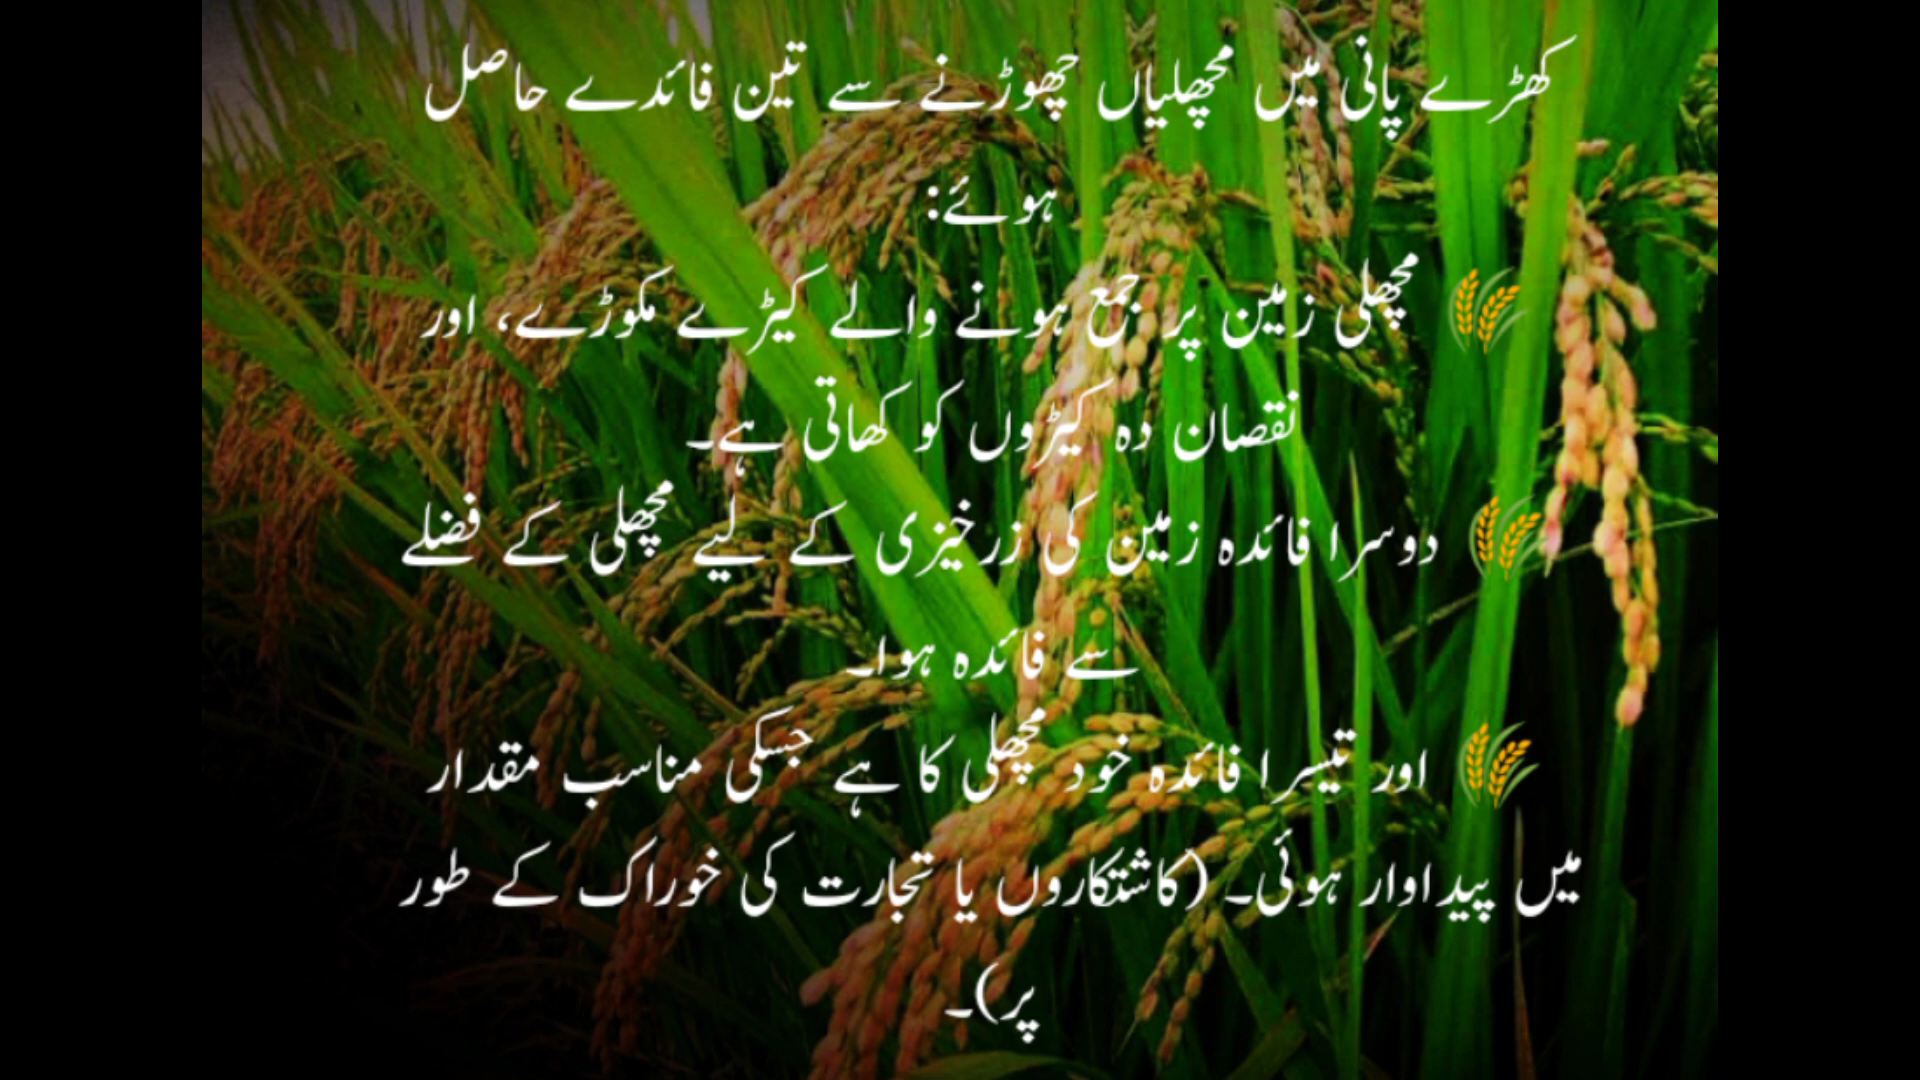 کھڑے پانی میں مچھلیاں چھوڑنے سے تین فائدے حاصل
ہوئے:
🌾 مچھلی زمین پر جمع ہونے والے کیڑے مکوڑے، اور
نقصان دہ کیڑوں کو کھاتی ہے۔
🌾 دوسرا فائدہ زمین کی زرخیزی کے لیے مچھلی کے فضلے
سے فائدہ ہوا۔
🌾 اور تیسرا فائدہ خود مچھلی کا ہے جسکی مناسب مقدار
میں پیداوار ہوئی۔ (کاشتکاروں یا تجارت کی خوراک کے طور
پر)۔